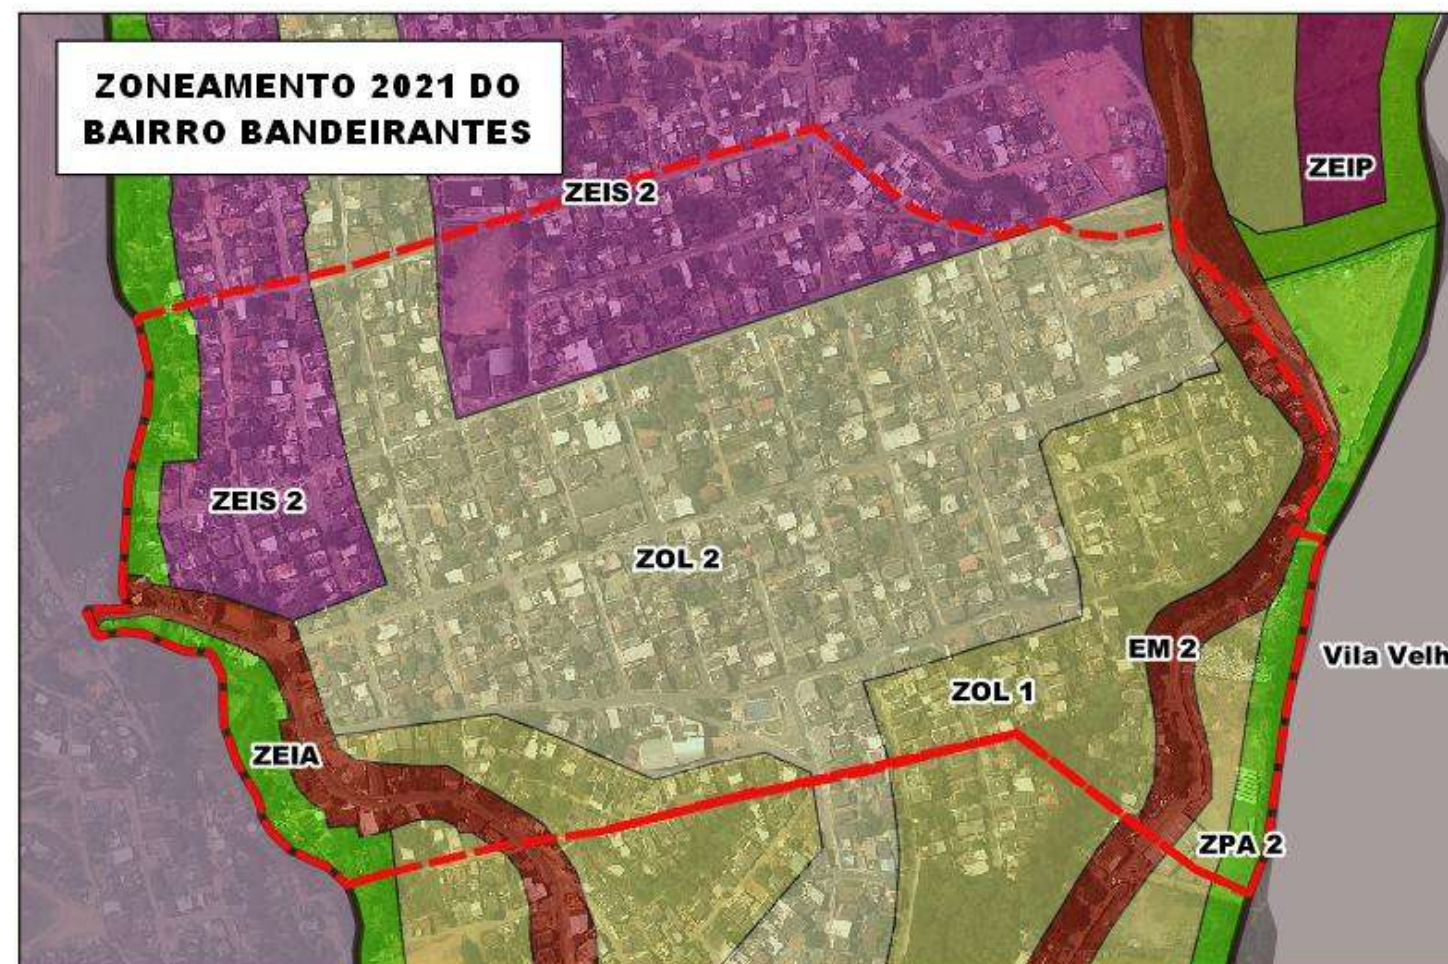 ZONEAMENTO 2021 DO
BAIRRO BANDEIRANTES
ZEIP
ZEIS 2
ZEIS 2
ZOL 2
EM 2
Vila Velh
ZOL 1
ZEIA
ZPA 2